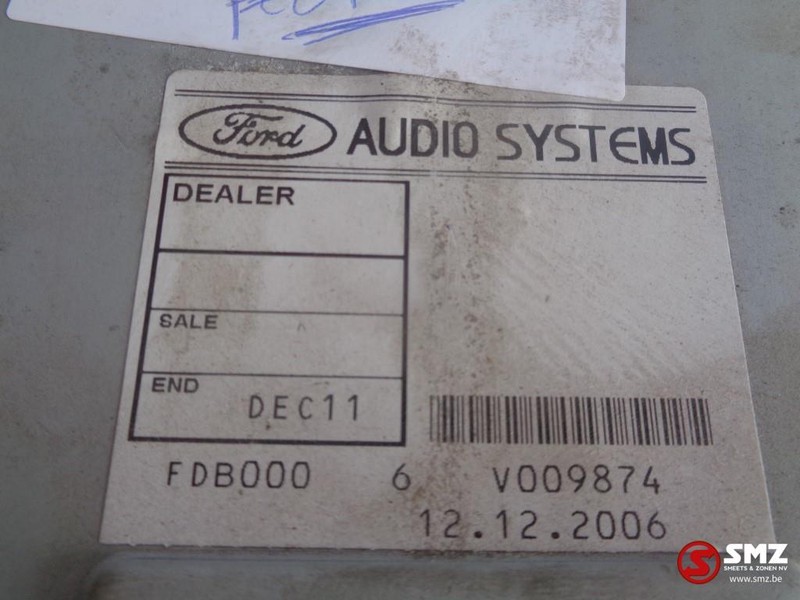 Ford AUDIO SYSTEMS
DEALER
SALE
END DEC11
FDB000 6 V009874
12.12.2006
SMZ
SMEETS & ZONEN NV
www.smz.be